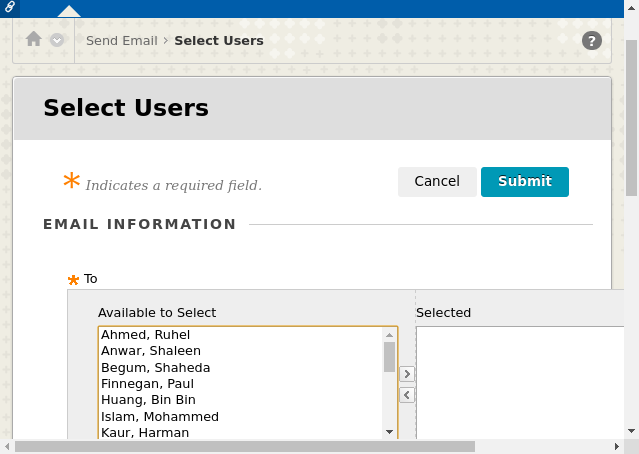 Send Email > Select Users ?
Select Users
* Indicates a required field.
Cancel Submit
EMAIL INFORMATION
* To
Available to Select
Selected
Ahmed, Ruhel
Anwar, Shaleen
Begum, Shaheda
Finnegan, Paul
Huang, Bin Bin
Islam, Mohammed
Kaur, Harman